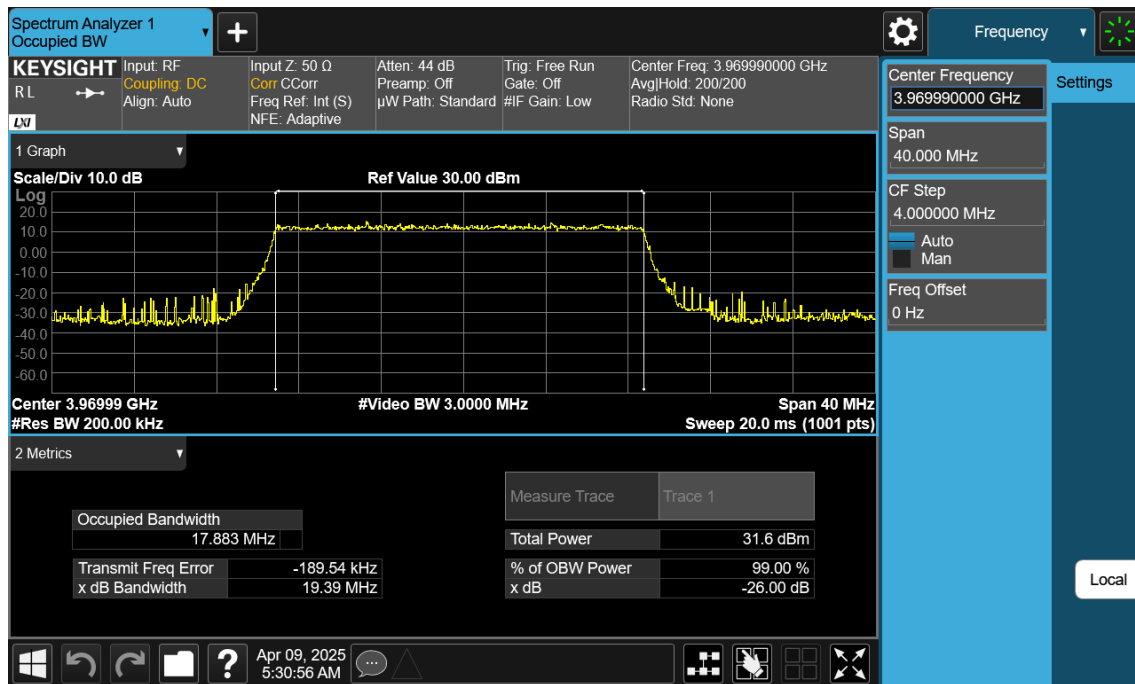 Spectrum Analyzer 1
Occupied BW
Frequency
KEYSIGHT
R L
LXI
Input: RF
Coupling: DC
Align: Auto
Input Z: 50 Ω
Corr CCorr
Freq Ref: Int (S)
NFE: Adaptive
Atten: 44 dB
Preamp: Off
µW Path: Standard
Trig: Free Run
Gate: Off
#IF Gain: Low
Center Freq: 3.969990000 GHz
Avg|Hold: 200/200
Radio Std: None
Center Frequency
3.969990000 GHz
Settings
Span
40.000 MHz
CF Step
4.000000 MHz
Auto
Man
Freq Offset
0 Hz
Local
1 Graph
Scale/Div 10.0 dB
Ref Value 30.00 dBm
Log
20.0
10.0
0.00
-10.0
-20.0
-30.0
-40.0
-50.0
-60.0
Center 3.96999 GHz
#Video BW 3.0000 MHz
Span 40 MHz
#Res BW 200.00 kHz
Sweep 20.0 ms (1001 pts)
2 Metrics
Measure Trace
Trace 1
Occupied Bandwidth
17.883 MHz
Total Power
31.6 dBm
Transmit Freq Error
-189.54 kHz
% of OBW Power
99.00 %
x dB Bandwidth
19.39 MHz
x dB
-26.00 dB
?
Apr 09, 2025
5:30:56 AM